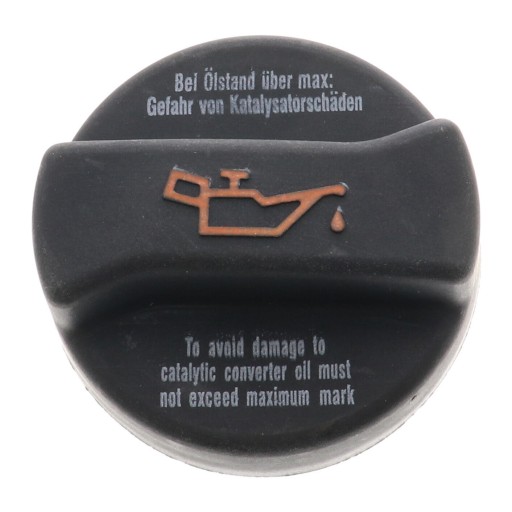 Bei Ölstand über max:
Gefahr von Katalysatorschäden
To avoid damage to
catalytic converter oil must
not exceed maximum mark